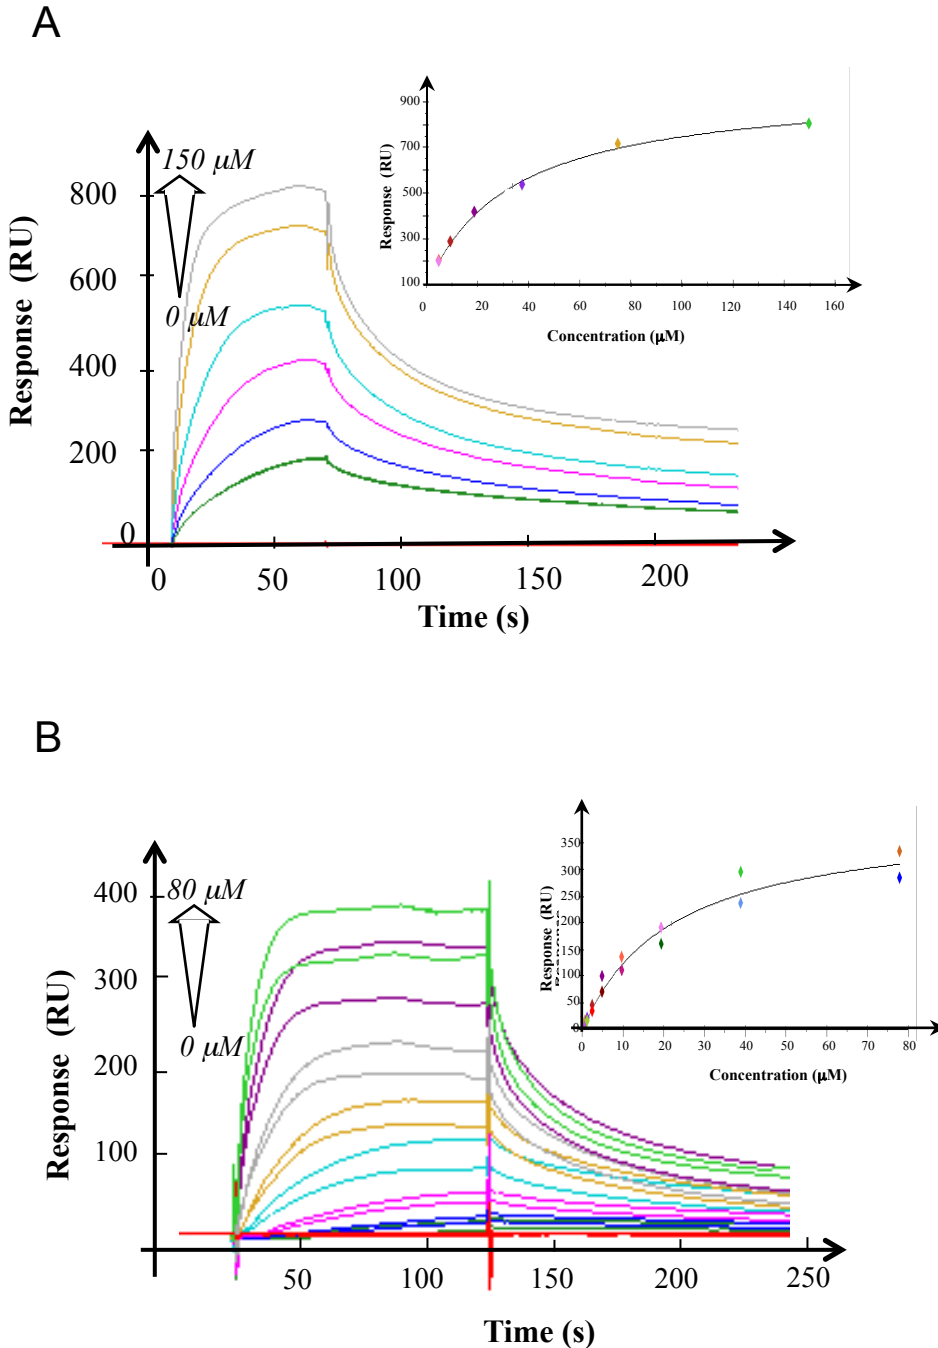 A
150 μM
0 μM
Response (RU)
800
600
400
200
0
0 50 100 150 200
Time (s)
Response (RU)
900
700
500
300
100
0 20 40 60 80 100 120 140 160
Concentration (μM)
B
80 μM
0 μM
Response (RU)
400
300
200
100
50 100 150 200 250
Time (s)
Response (RU)
Response
350
300
250
200
150
100
50
0
0 10 20 30 40 50 60 70 80
Concentration (μM)